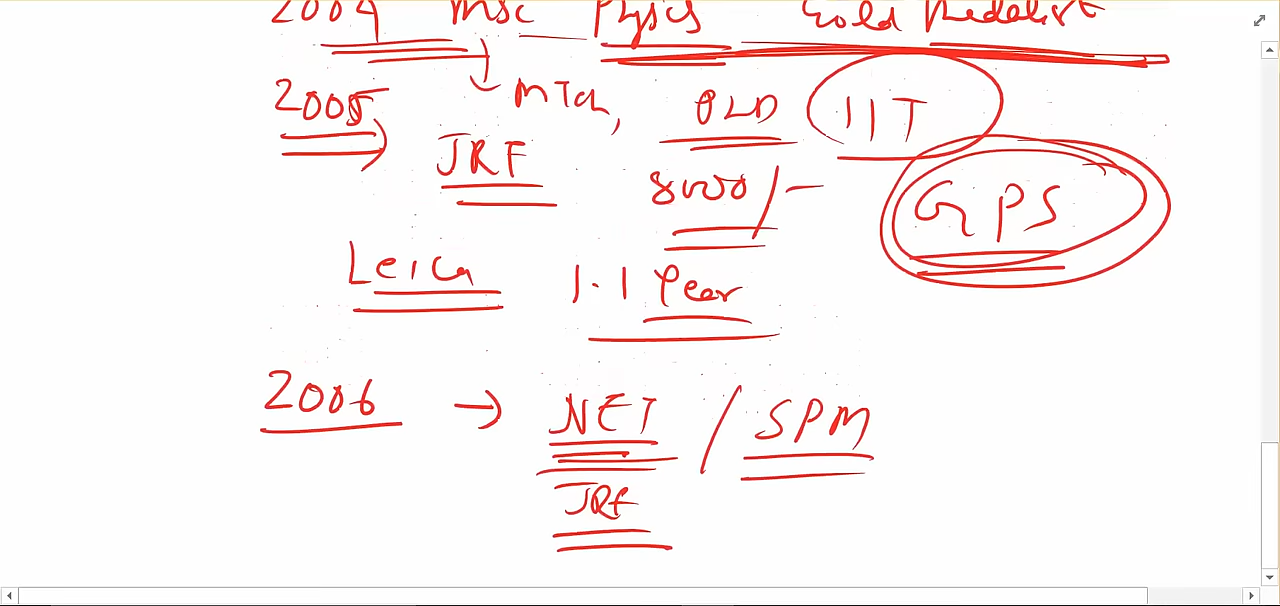 2004 Msc Physics Gold Medalist
2005 MTch, OLD IIT
JRF 8000/- GPS
Leica 1.1 Year
2006 → NET / SPM
JRF